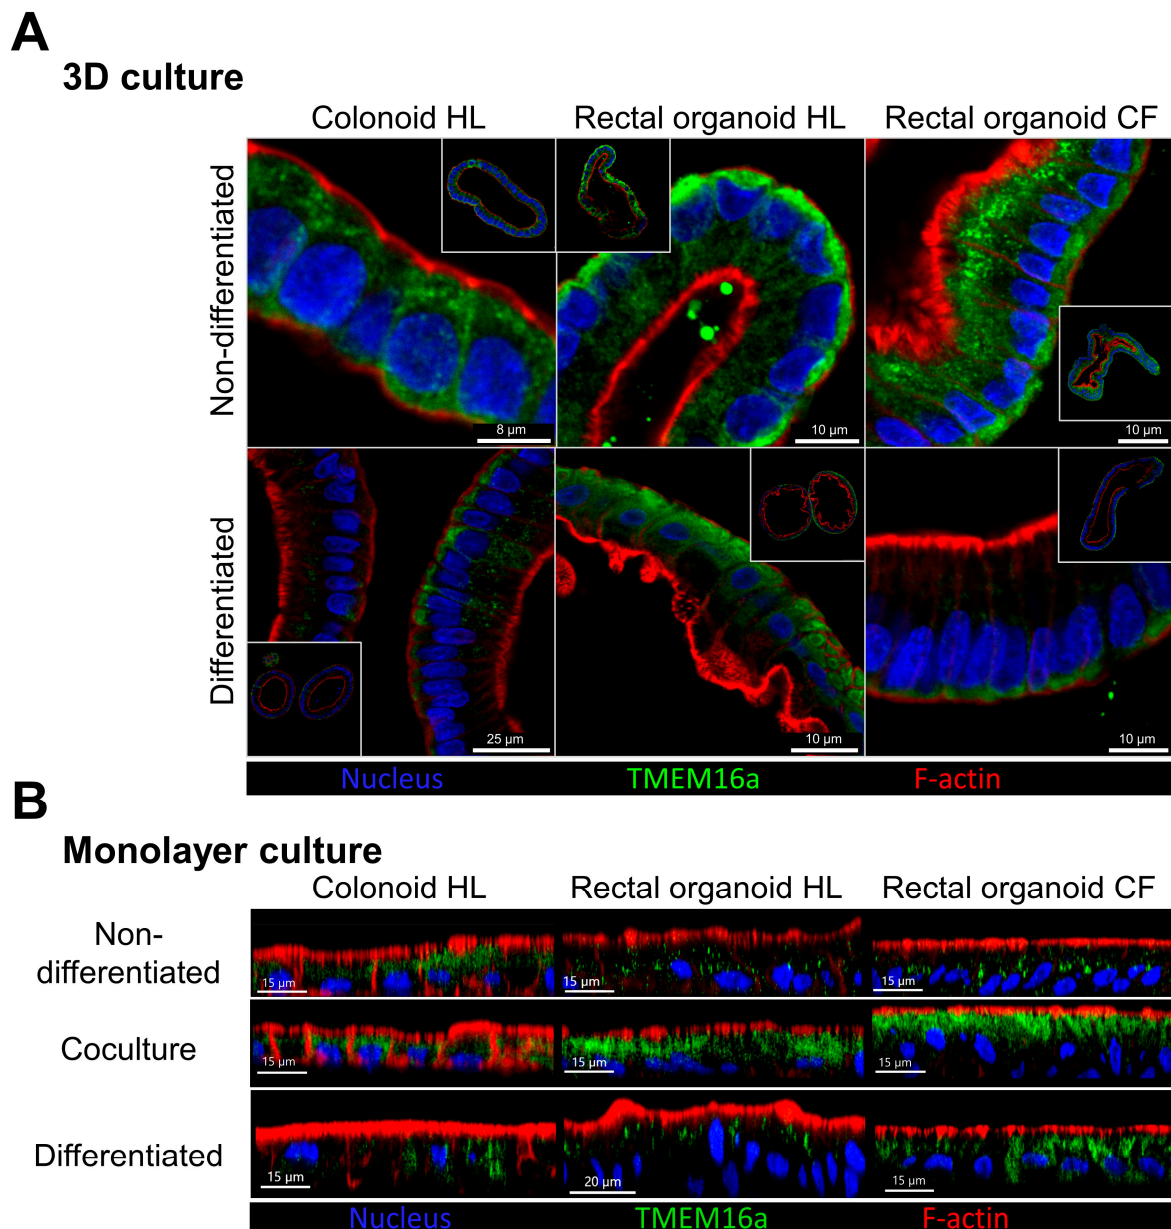 A
3D culture
Colonoid HL Rectal organoid HL Rectal organoid CF
Non-differentiated
8 µm
10 µm
10 µm
Differentiated
25 µm
10 µm
10 µm
Nucleus TMEM16a F-actin
B
Monolayer culture
Colonoid HL Rectal organoid HL Rectal organoid CF
Non-
differentiated
15 µm
15 µm
15 µm
Coculture
15 µm
15 µm
15 µm
Differentiated
15 µm
20 µm
15 µm
Nucleus TMEM16a F-actin